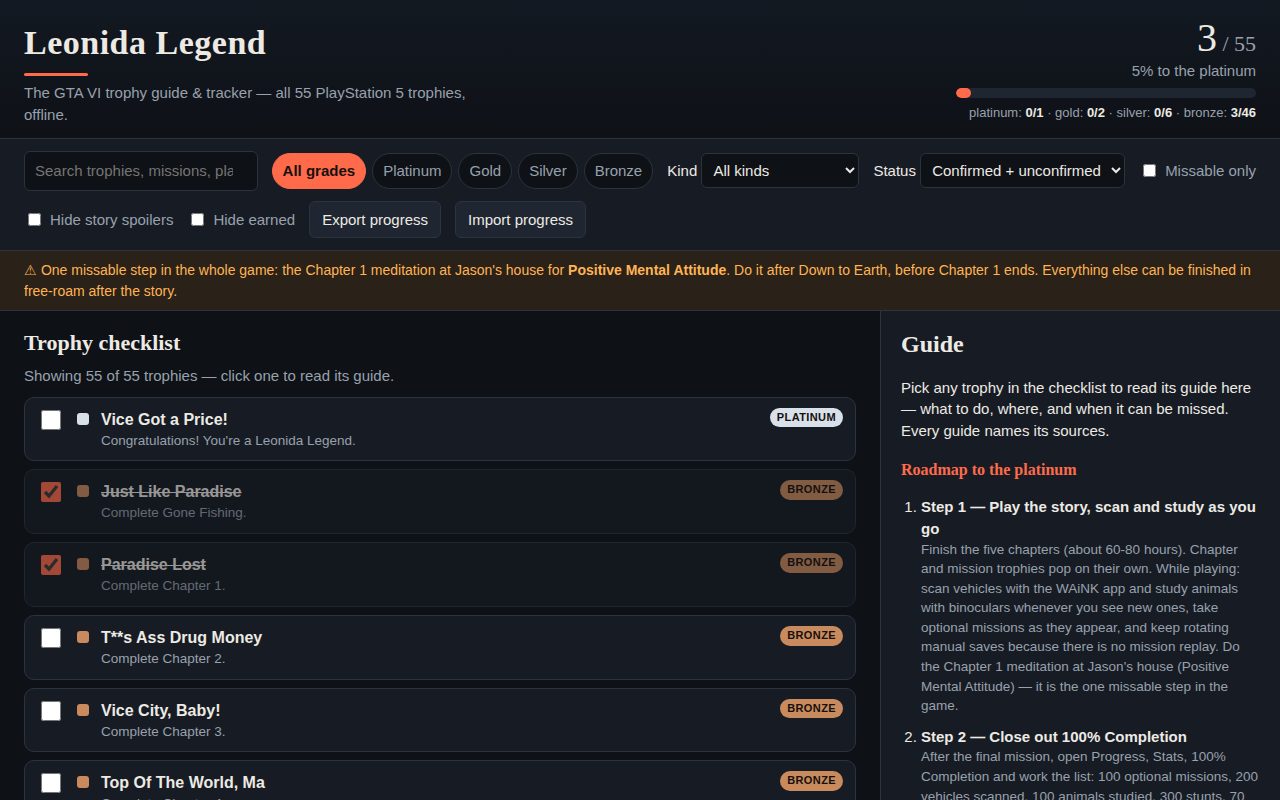 Leonida Legend
The GTA VI trophy guide & tracker — all 55 PlayStation 5 trophies,
offline.
3 / 55
5% to the platinum
platinum: 0/1 · gold: 0/2 · silver: 0/6 · bronze: 3/46
Search trophies, missions, pla
All grades
Platinum
Gold
Silver
Bronze
Kind
All kinds
Status
Confirmed + unconfirmed
Missable only
Hide story spoilers
Hide earned
Export progress
Import progress
⚠ One missable step in the whole game: the Chapter 1 meditation at Jason's house for Positive Mental Attitude. Do it after Down to Earth, before Chapter 1 ends. Everything else can be finished in
free-roam after the story.
Trophy checklist
Showing 55 of 55 trophies — click one to read its guide.
Vice Got a Price!
PLATINUM
Congratulations! You're a Leonida Legend.
Just Like Paradise
BRONZE
Complete Gone Fishing.
Paradise Lost
BRONZE
Complete Chapter 1.
T**s Ass Drug Money
BRONZE
Complete Chapter 2.
Vice City, Baby!
BRONZE
Complete Chapter 3.
Top Of The World, Ma
BRONZE
Guide
Pick any trophy in the checklist to read its guide here
— what to do, where, and when it can be missed.
Every guide names its sources.
Roadmap to the platinum
1. Step 1 — Play the story, scan and study as you
go
Finish the five chapters (about 60-80 hours). Chapter
and mission trophies pop on their own. While playing:
scan vehicles with the WAiNK app and study animals
with binoculars whenever you see new ones, take
optional missions as they appear, and keep rotating
manual saves because there is no mission replay. Do
the Chapter 1 meditation at Jason's house (Positive
Mental Attitude) — it is the one missable step in the
game.
2. Step 2 — Close out 100% Completion
After the final mission, open Progress, Stats, 100%
Completion and work the list: 100 optional missions, 200
vehicles scanned, 100 animals studied, 300 stunts, 70